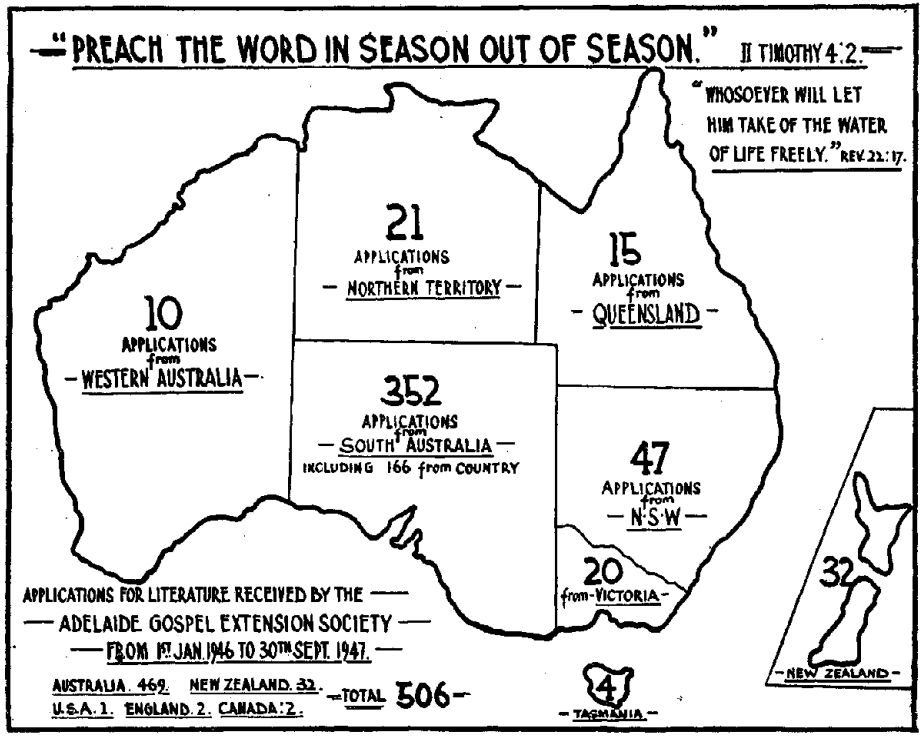 "PREACH THE WORD IN SEASON OUT OF SEASON." II TIMOTHY 4:2.
"WHOSOEVER WILL LET
HIM TAKE OF THE WATER
OF LIFE FREELY." REV. 22:17.
21
APPLICATIONS
from
- NORTHERN TERRITORY -
15
APPLICATIONS
from
- QUEENSLAND -
10
APPLICATIONS
from
- WESTERN AUSTRALIA -
352
APPLICATIONS
from
- SOUTH AUSTRALIA -
INCLUDING 166 from COUNTRY
47
APPLICATIONS
from
- N·S·W -
20
from - VICTORIA -
32
- NEW ZEALAND -
4
- TASMANIA -
APPLICATIONS FOR LITERATURE RECEIVED BY THE -
- ADELAIDE GOSPEL EXTENSION SOCIETY -
- FROM 1ST JAN. 1946 TO 30TH SEPT. 1947. -
AUSTRALIA. 469. NEW ZEALAND. 32.
U.S.A. 1. ENGLAND. 2. CANADA: 2.
- TOTAL 506 -